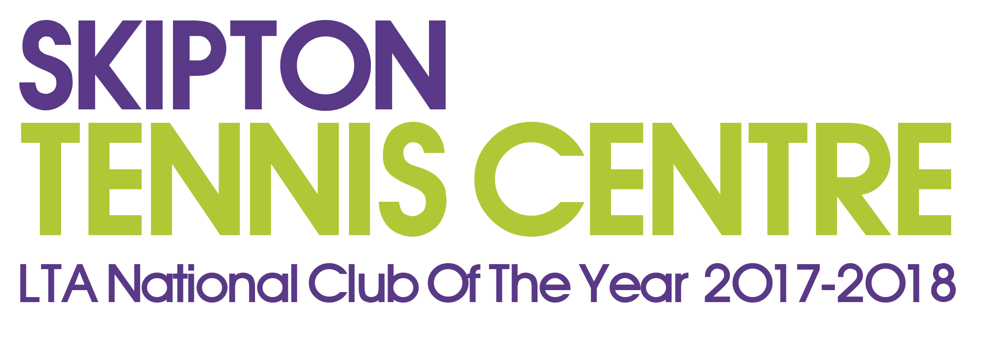 SKIPTON
TENNIS CENTRE
LTA National Club Of The Year 2017-2018